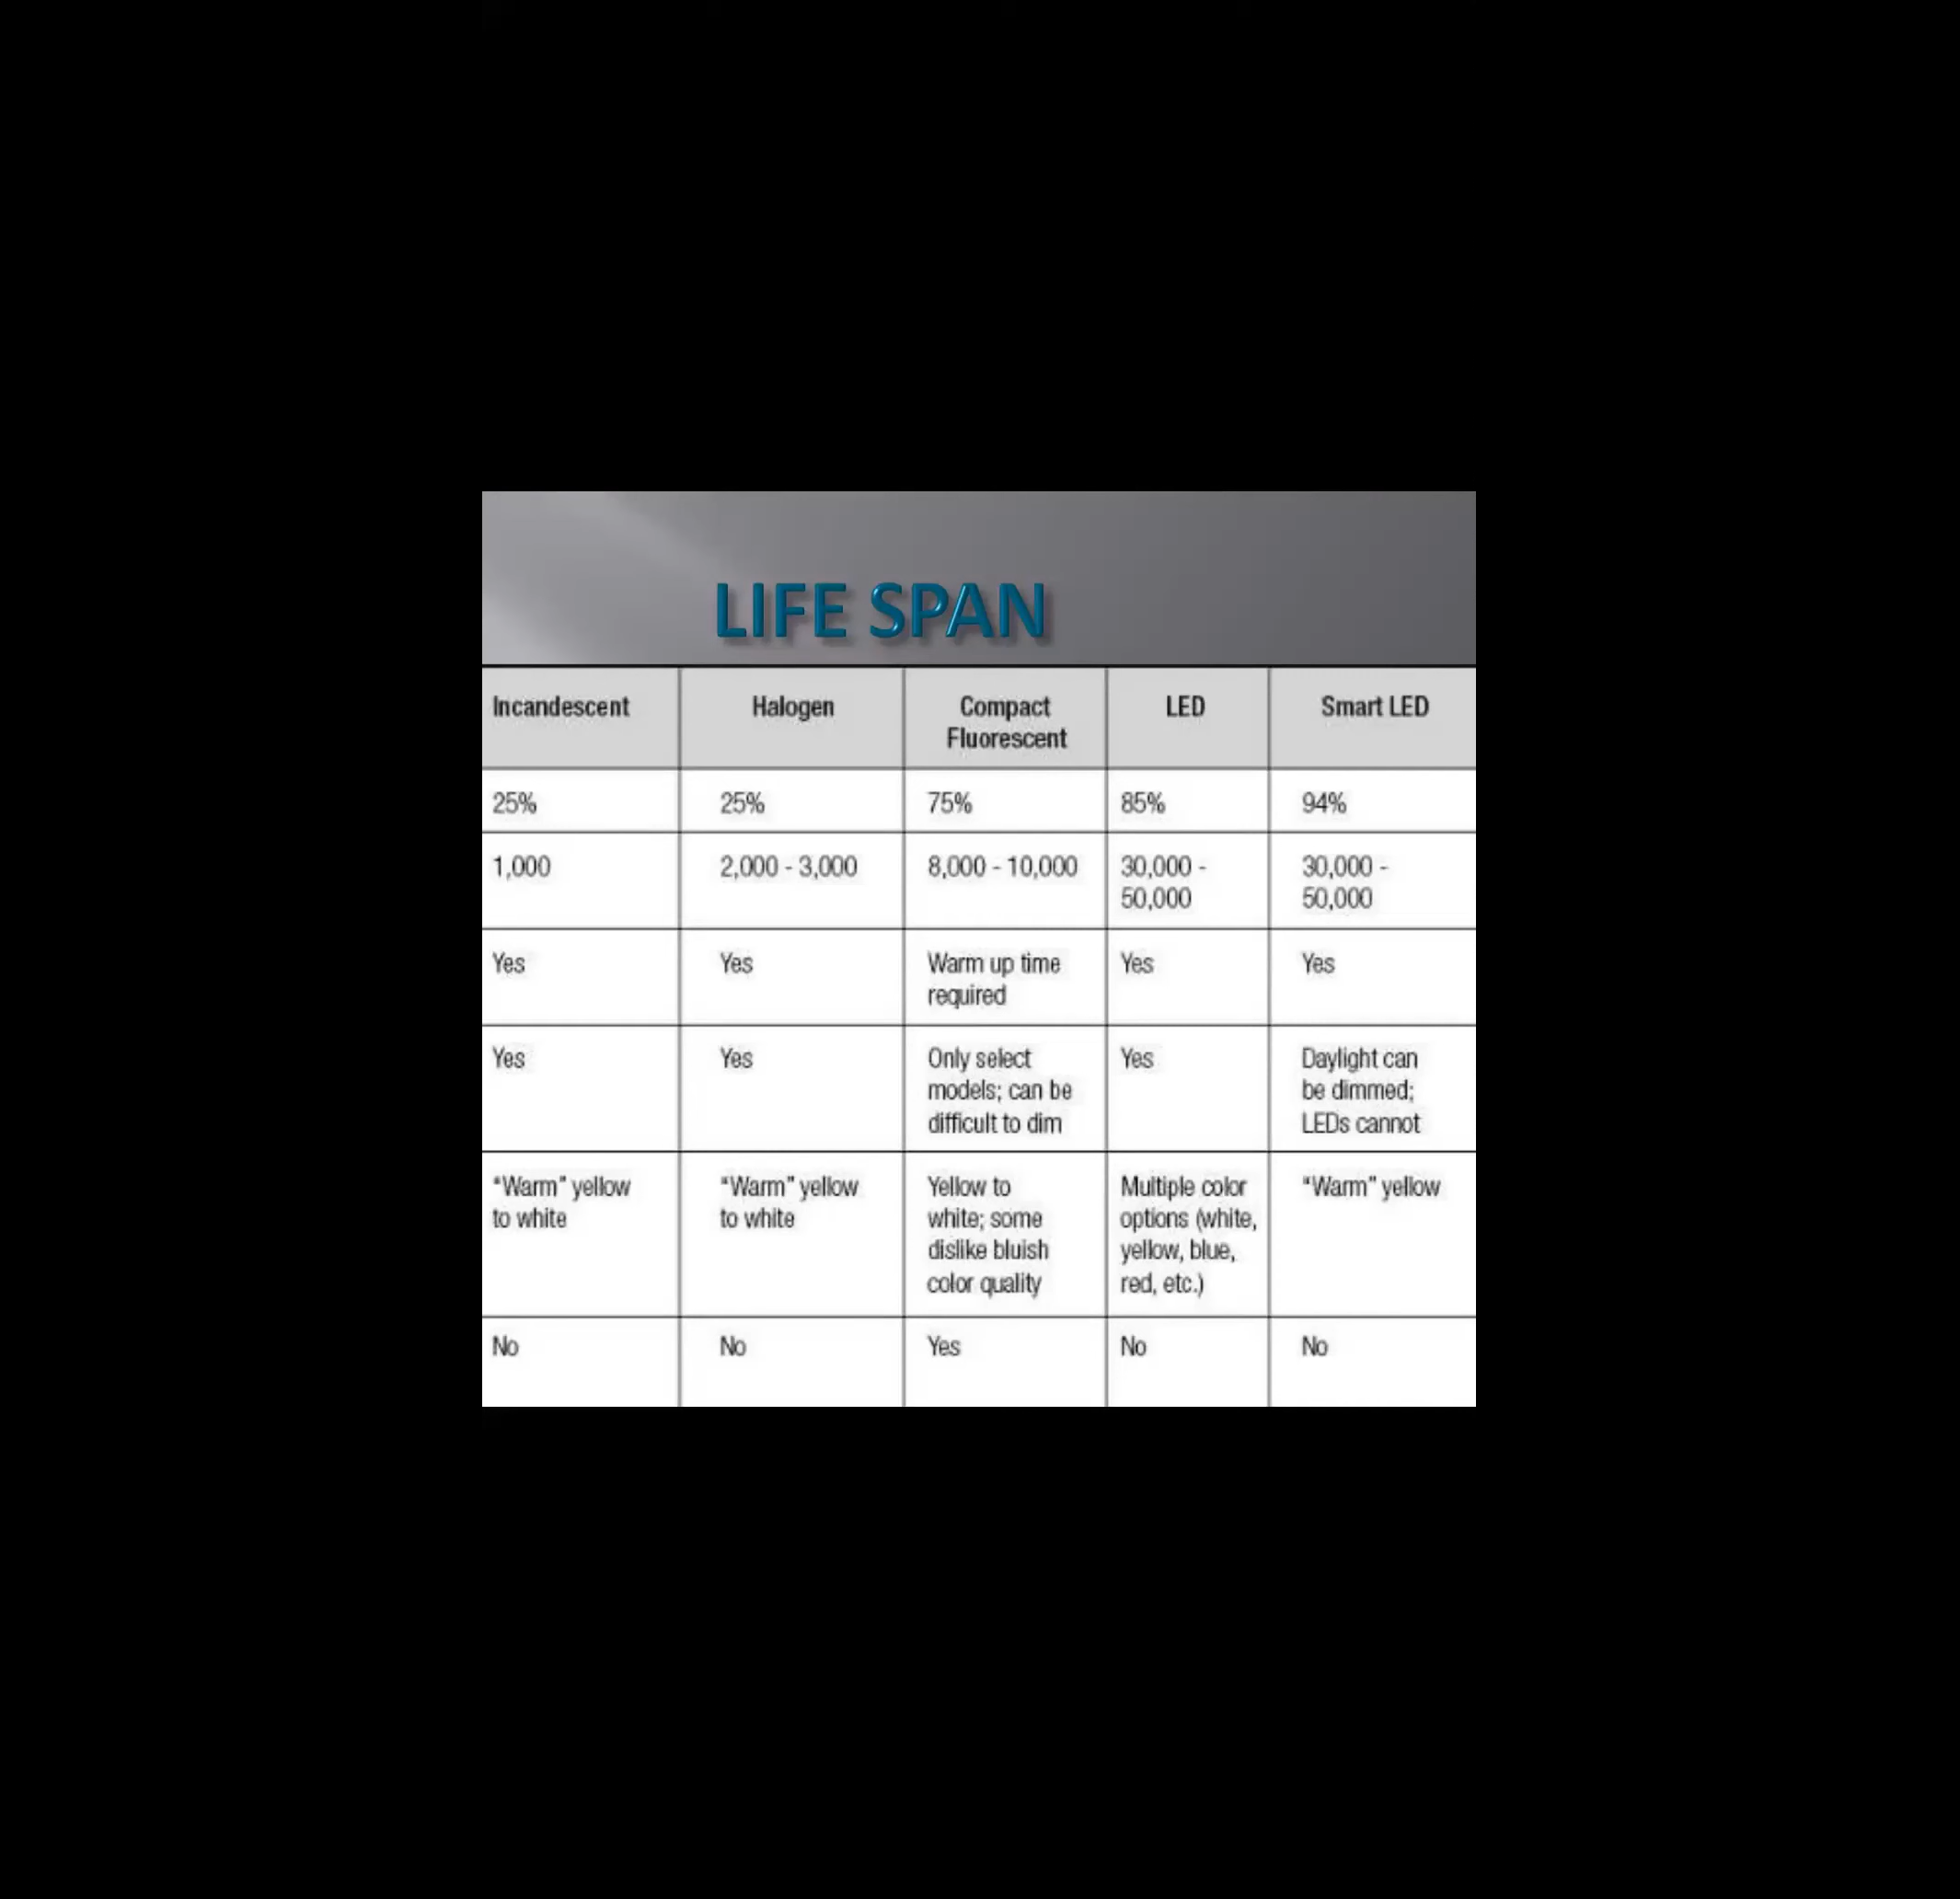 LIFE SPAN
Incandescent
Halogen
Compact
Fluorescent
LED
Smart LED
25%
25%
75%
85%
94%
1,000
2,000 - 3,000
8,000 - 10,000
30,000 -
50,000
30,000 -
50,000
Yes
Yes
Warm up time
required
Yes
Yes
Yes
Yes
Only select
models; can be
difficult to dim
Yes
Daylight can
be dimmed;
LEDs cannot
“Warm” yellow
to white
“Warm” yellow
to white
Yellow to
white; some
dislike bluish
color quality
Multiple color
options (white,
yellow, blue,
red, etc.)
“Warm” yellow
No
No
Yes
No
No